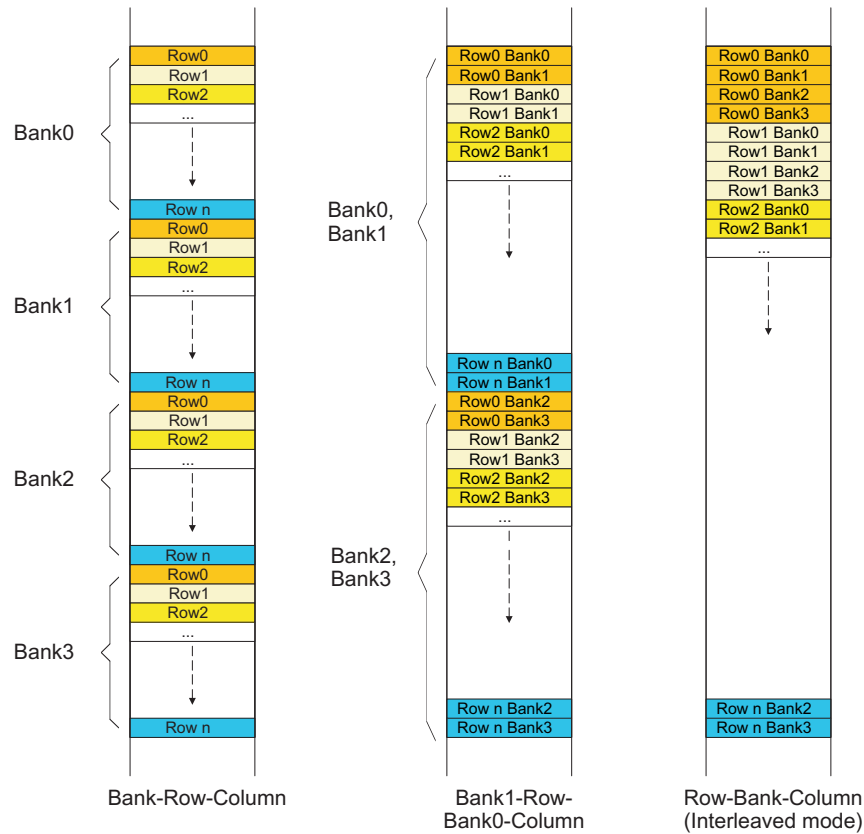 Bank0
Row0
Row1
Row2
...
Row n
Bank1
Row0
Row1
Row2
...
Row n
Bank2
Row0
Row1
Row2
...
Row n
Bank3
Row0
Row1
Row2
...
Row n
Bank-Row-Column
Bank0,
Bank1
Row0 Bank0
Row0 Bank1
Row1 Bank0
Row1 Bank1
Row2 Bank0
Row2 Bank1
...
Row n Bank0
Row n Bank1
Bank2,
Bank3
Row0 Bank2
Row0 Bank3
Row1 Bank2
Row1 Bank3
Row2 Bank2
Row2 Bank3
...
Row n Bank2
Row n Bank3
Bank1-Row-
Bank0-Column
Row0 Bank0
Row0 Bank1
Row0 Bank2
Row0 Bank3
Row1 Bank0
Row1 Bank1
Row1 Bank2
Row1 Bank3
Row2 Bank0
Row2 Bank1
...
Row n Bank2
Row n Bank3
Row-Bank-Column
(Interleaved mode)